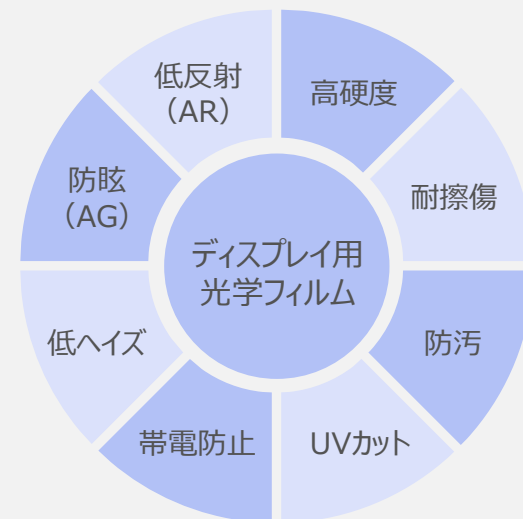 低反射
（AR）
高硬度
防眩
（AG）
耐擦傷
ディスプレイ用
光学フィルム
低ヘイズ
防汚
帯電防止
UVカット